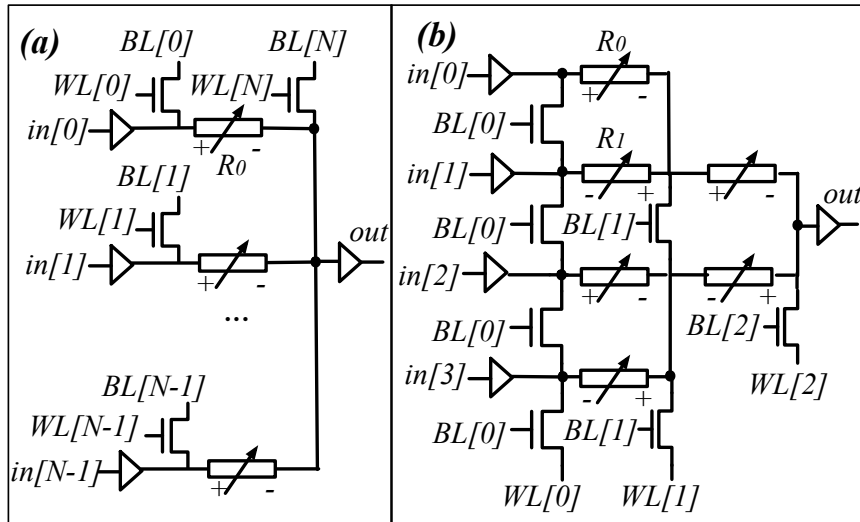 (a)
BL[0]
BL[N]
WL[0]
WL[N]
in[0]
+ -
R0
BL[1]
WL[1]
in[1]
out
+ -
...
BL[N-1]
WL[N-1]
in[N-1]
+ -
(b)
R0
in[0]
+ -
BL[0]
R1
in[1]
- +
+ -
out
BL[0]
BL[1]
in[2]
+ -
- +
BL[0]
BL[2]
in[3]
- +
WL[2]
BL[0]
BL[1]
WL[0]
WL[1]